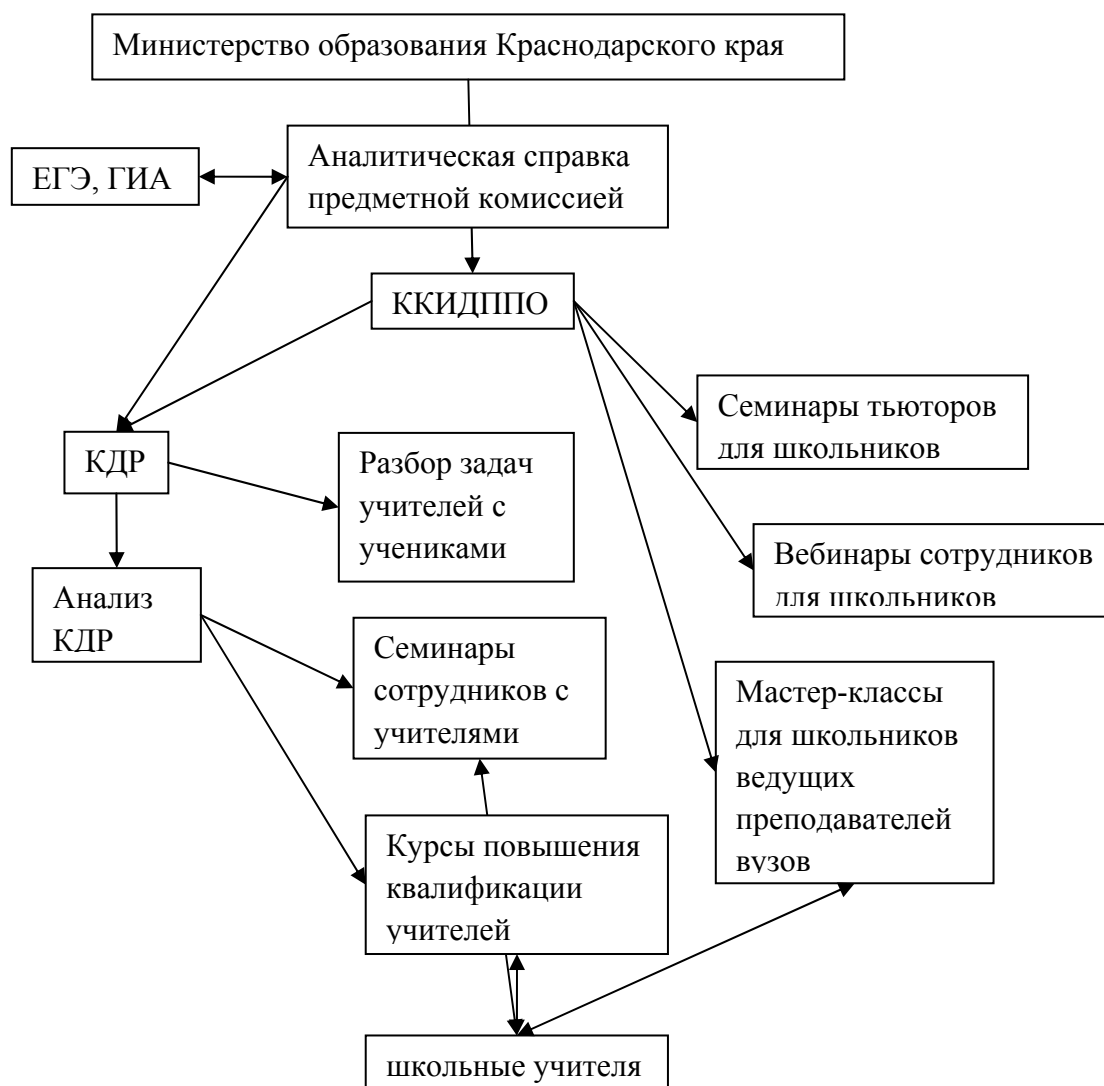 Министерство образования Краснодарского края
Аналитическая справка
предметной комиссией
ЕГЭ, ГИА
ККИДППО
Семинары тьюторов
для школьников
КДР
Разбор задач
учителей с
учениками
Вебинары сотрудников
для школьников
Анализ
КДР
Семинары
сотрудников с
учителями
Мастер-классы
для школьников
ведущих
преподавателей
вузов
Курсы повышения
квалификации
учителей
школьные учителя